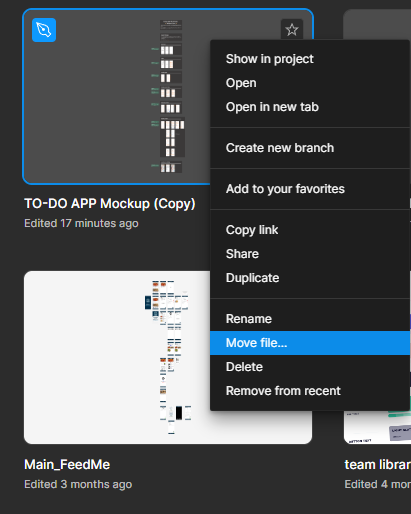 Show in project
Open
Open in new tab
Create new branch
Add to your favorites
Copy link
Share
Duplicate
Rename
Move file...
Delete
Remove from recent
TO-DO APP Mockup (Copy)
Edited 17 minutes ago
Main_FeedMe
Edited 3 months ago
team librar
Edited 4 mor